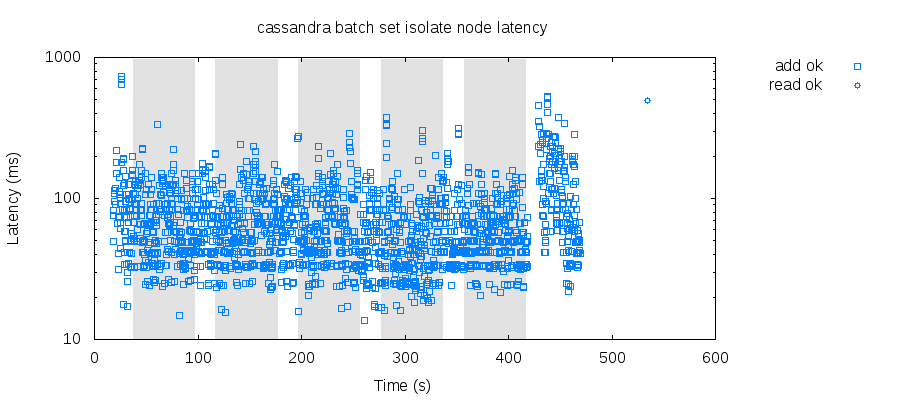 cassandra batch set isolate node latency
add ok
read ok
1000
100
10
Latency (ms)
0 100 200 300 400 500 600
Time (s)